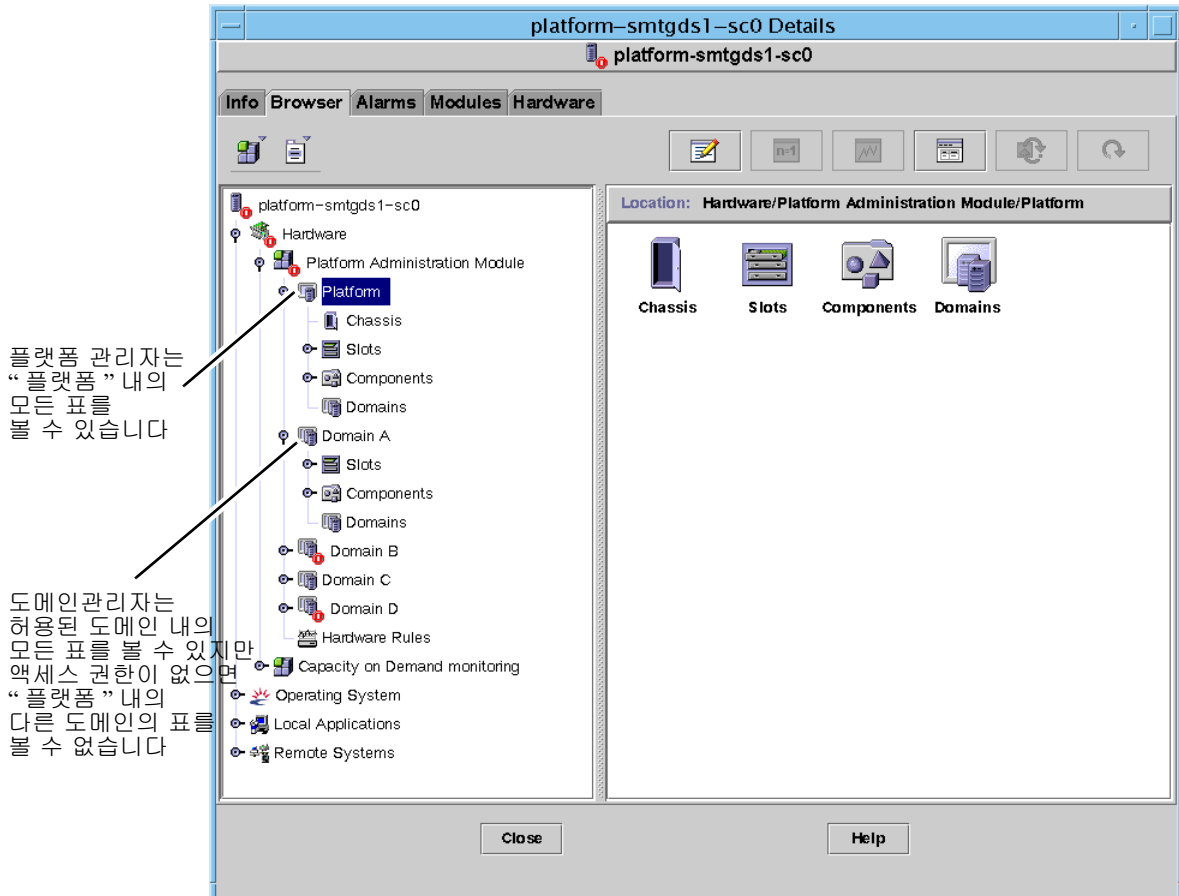 platform-smtgds1-sc0 Details
platform-smtgds1-sc0
Info Browser Alarms Modules Hardware
n=1
platform-smtgds1-sc0
Hardware
Platform Administration Module
Platform
Chassis
Slots
Components
Domains
Domain A
Slots
Components
Domains
Domain B
Domain C
Domain D
Hardware Rules
Capacity on Demand monitoring
Operating System
Local Applications
Remote Systems
Location: Hardware/Platform Administration Module/Platform
Chassis Slots Components Domains
플랫폼 관리자는
“ 플랫폼 ” 내의
모든 표를
볼 수 있습니다
도메인관리자는
허용된 도메인 내의
모든 표를 볼 수 있지만
액세스 권한이 없으면
“ 플랫폼 ” 내의
다른 도메인의 표를
볼 수 없습니다
Close Help